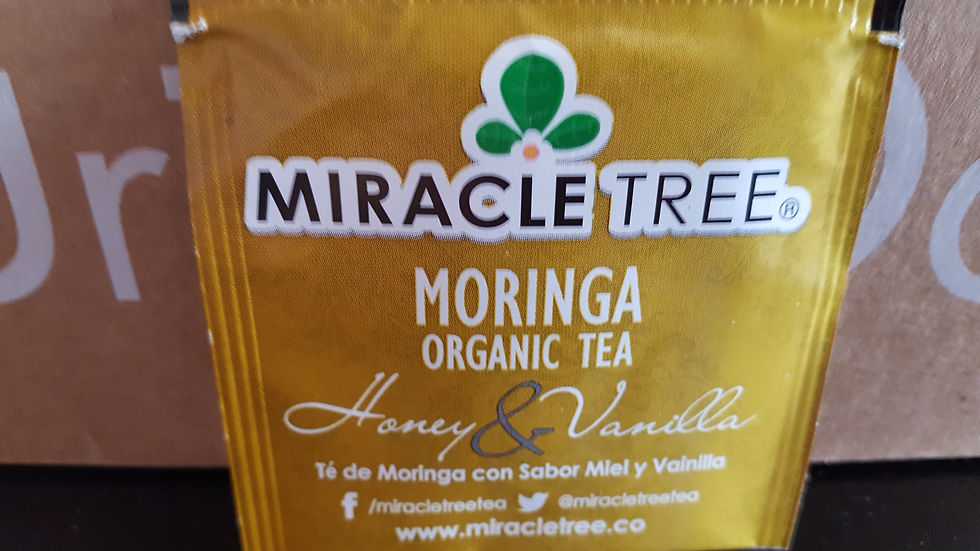 MIRACLE TREE®
MORINGA
ORGANIC TEA
Honey & Vanilla
Té de Moringa con Sabor Miel y Vainilla
/miracletreetea @miracletreetea
www.miracletree.co